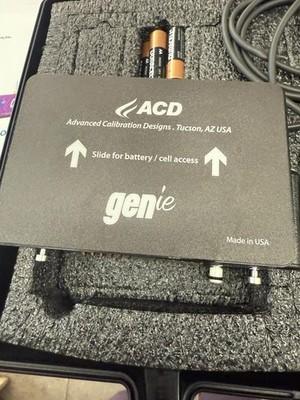 ACD
Advanced Calibration Designs . Tucson, AZ USA
Slide for battery / cell access
genie
Made in USA